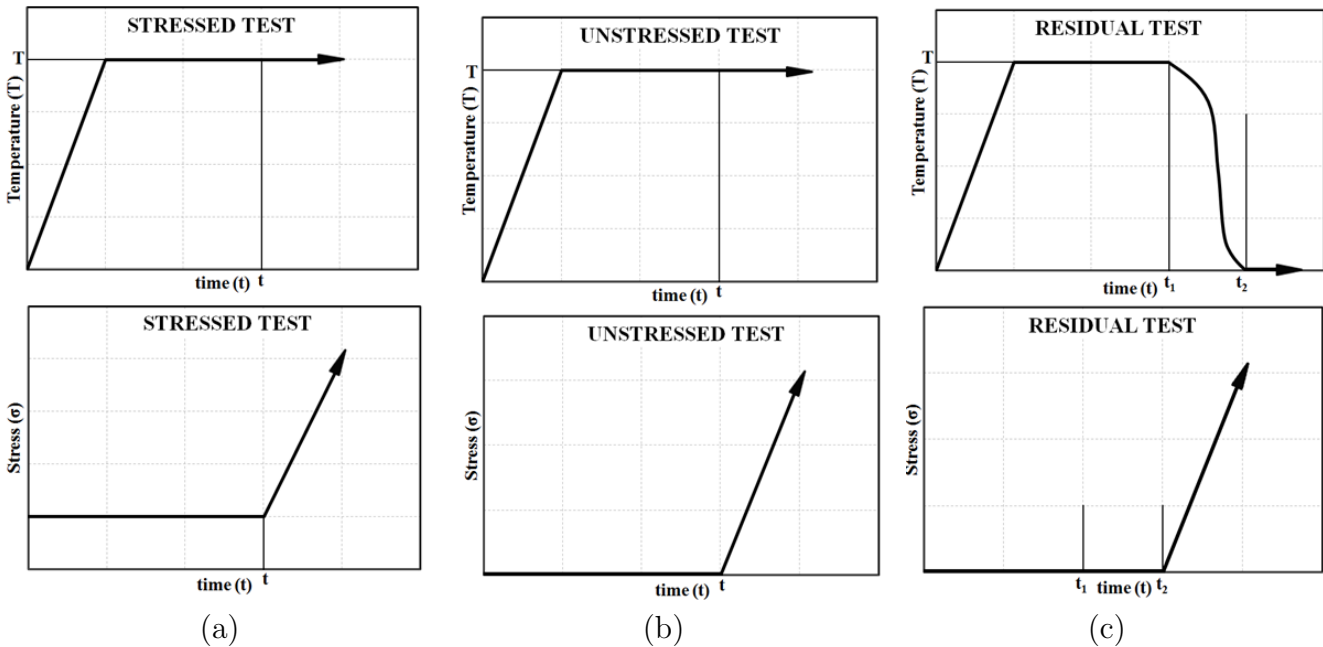 STRESSED TEST
T
Temperature (T)
time (t) t
UNSTRESSED TEST
T
Temperature (T)
time (t) t
RESIDUAL TEST
T
Temperature (T)
time (t) t₁ t₂
STRESSED TEST
Stress (σ)
time (t) t
UNSTRESSED TEST
Stress (σ)
time (t) t
RESIDUAL TEST
Stress (σ)
t₁ time (t) t₂
(a)
(b)
(c)